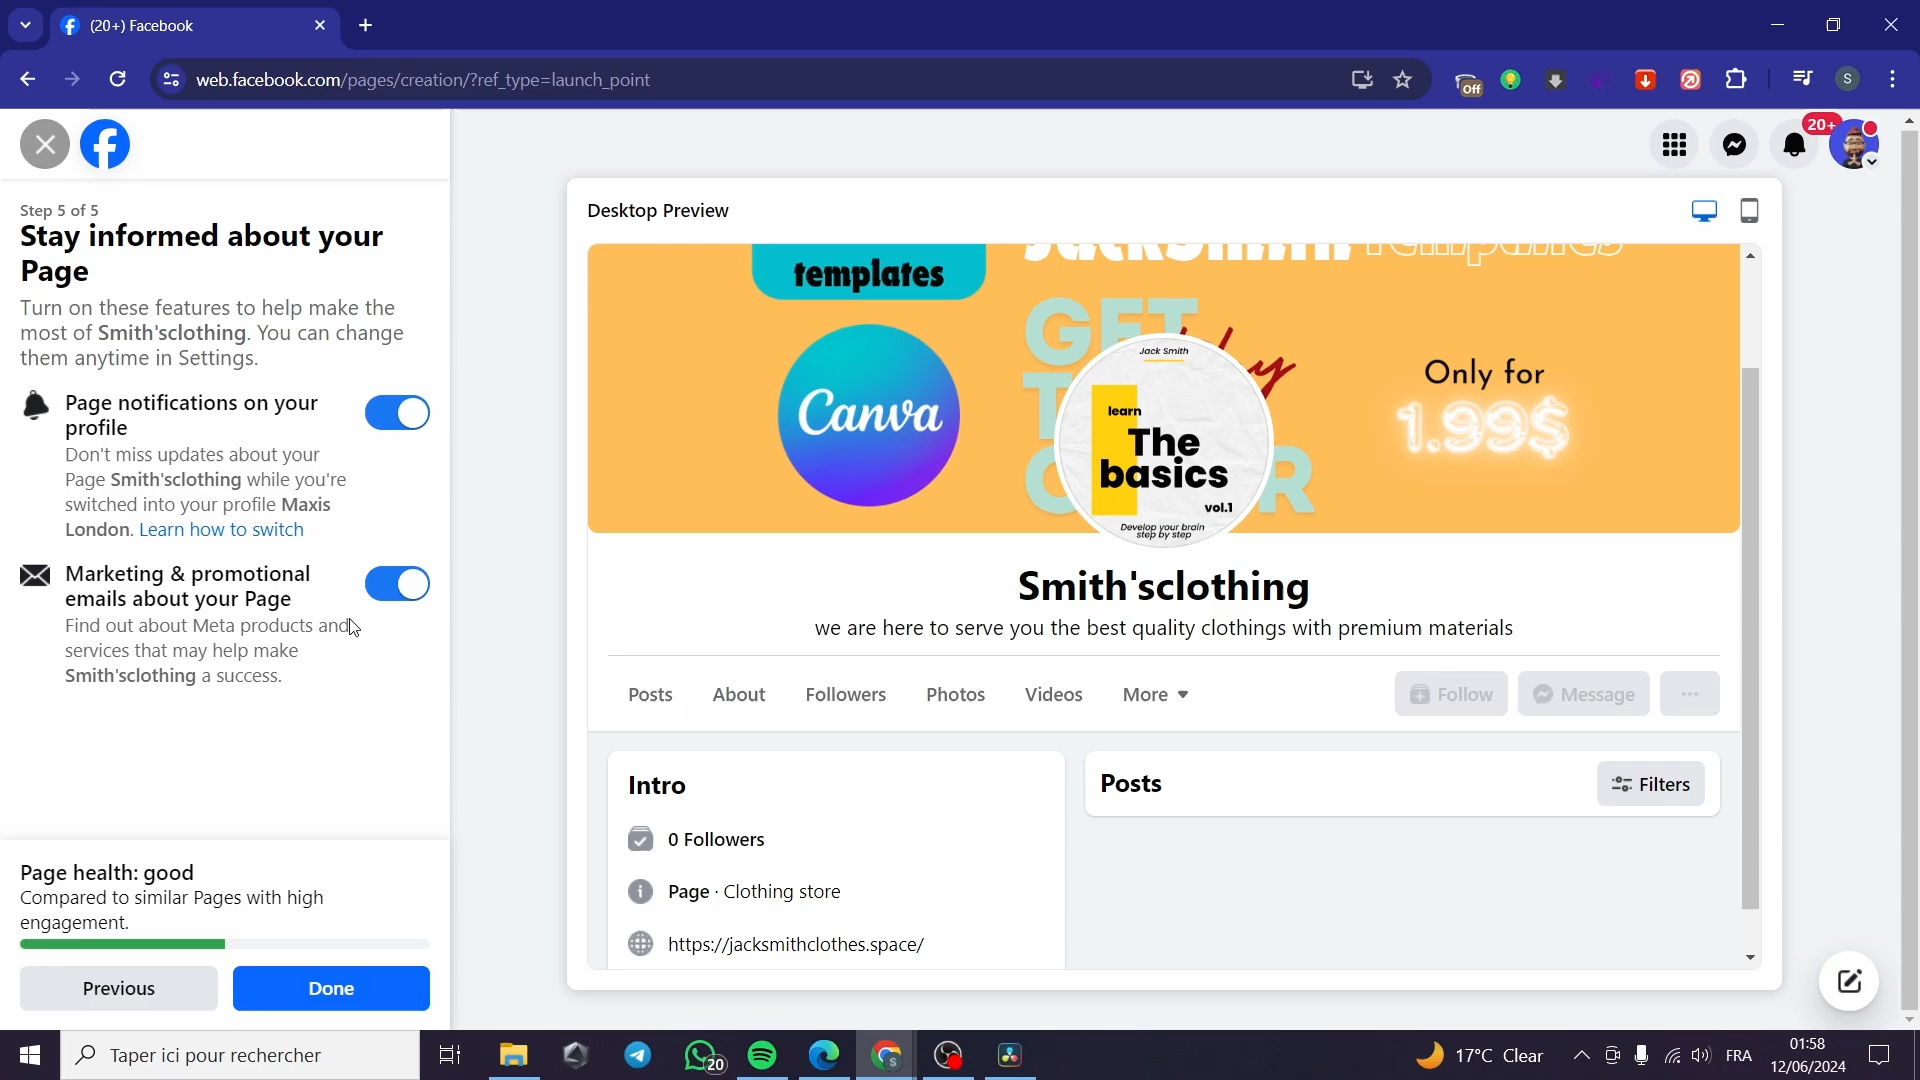 (20+) Facebook
web.facebook.com/pages/creation/?ref_type=launch_point
Off
S
20+
Step 5 of 5
Stay informed about your
Page
Turn on these features to help make the
most of Smith'sclothing. You can change
them anytime in Settings.
Page notifications on your
profile
Don't miss updates about your
Page Smith'sclothing while you're
switched into your profile Maxis
London. Learn how to switch
Marketing & promotional
emails about your Page
Find out about Meta products and
services that may help make
Smith'sclothing a success.
Page health: good
Compared to similar Pages with high
engagement.
Previous
Done
Desktop Preview
templates
Canva
GET
Jack Smith
learn
The
basics
vol.1
Develop your brain
step by step
Only for
1.99$
Smith'sclothing
we are here to serve you the best quality clothings with premium materials
Posts
About
Followers
Photos
Videos
More
Follow
Message
Intro
0 Followers
Page · Clothing store
https://jacksmithclothes.space/
Posts
Filters
Taper ici pour rechercher
20
S
17°C Clear
FRA
01:58
12/06/2024